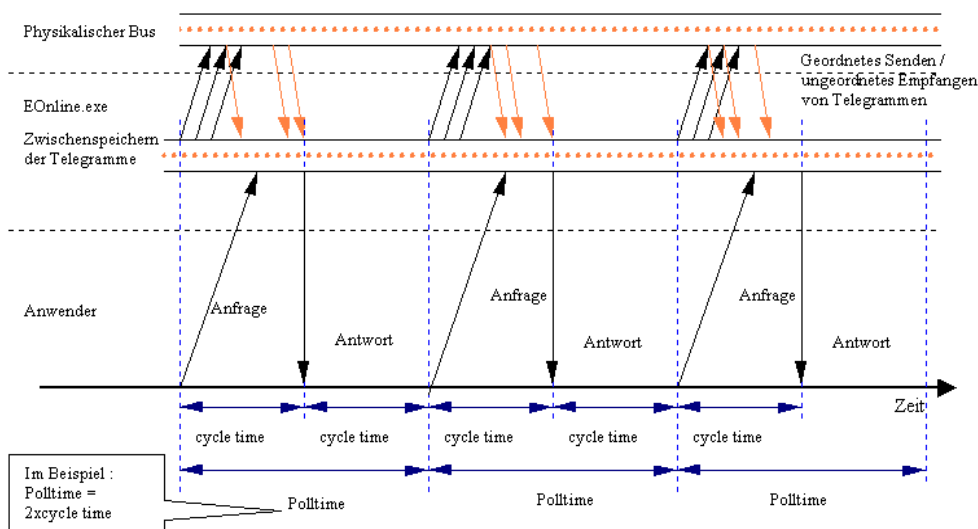 Physikalischer Bus
Geordnetes Senden /
ungeordnetes Empfangen
von Telegrammen
EOnline.exe
Zwischenspeichern
der Telegramme
Anwender
Anfrage
Anfrage
Anfrage
Antwort
Antwort
Antwort
Zeit
cycle time
cycle time
cycle time
cycle time
cycle time
Im Beispiel :
Polltime =
2xcycle time
Polltime
Polltime
Polltime